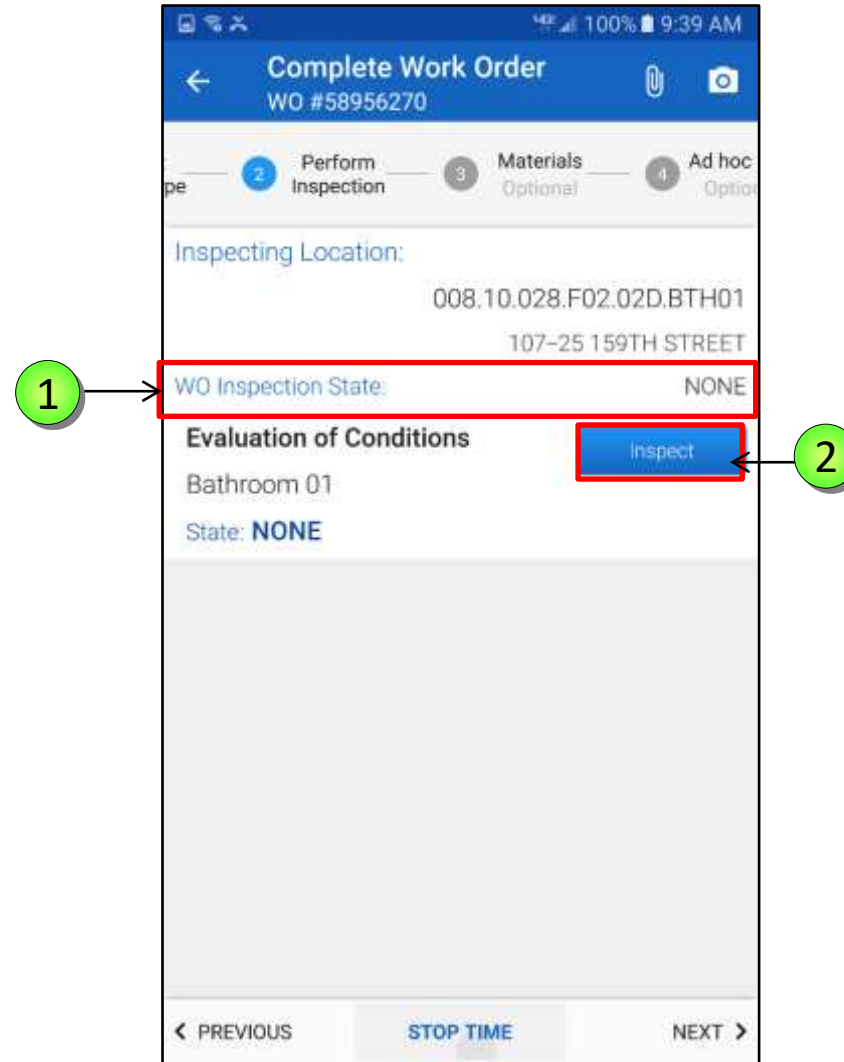 100% 9:39 AM
Complete Work Order
WO #58956270
pe
2 Perform Inspection
3 Materials Optional
4 Ad hoc Option
Inspecting Location:
008.10.028.F02.02D.BTH01
107–25 159TH STREET
1
WO Inspection State: NONE
Evaluation of Conditions
Inspect
2
Bathroom 01
State: NONE
< PREVIOUS STOP TIME NEXT >